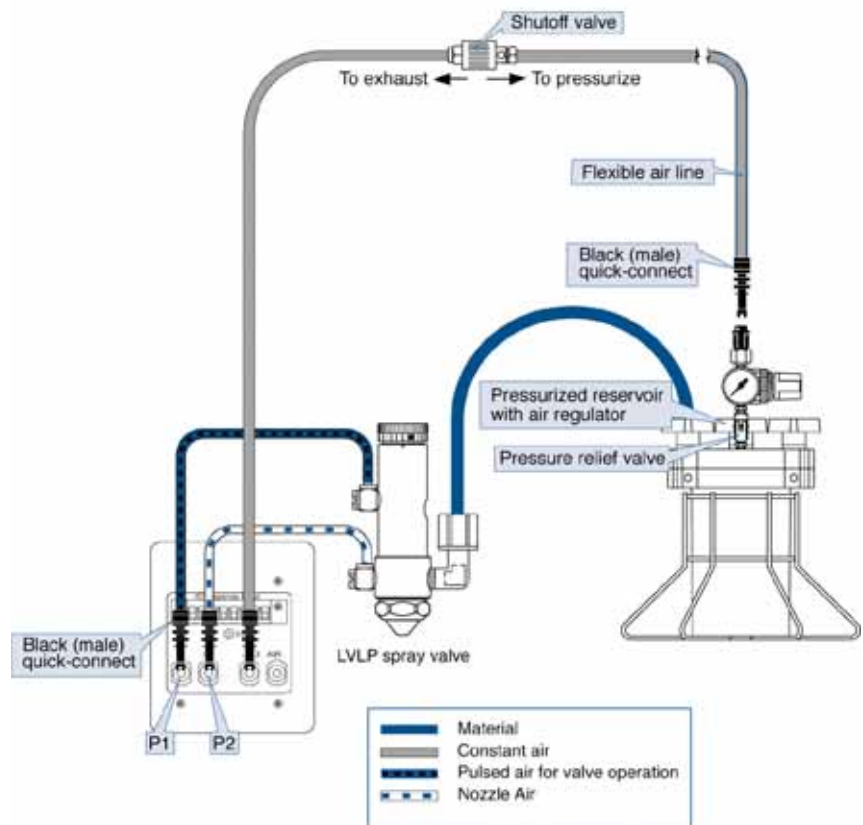 Shutoff valve
To exhaust
To pressurize
Flexible air line
Black (male)
quick-connect
Pressurized reservoir
with air regulator
Pressure relief valve
AIR
Black (male)
quick-connect
LVLP spray valve
P1
P2
Material
Constant air
Pulsed air for valve operation
Nozzle Air